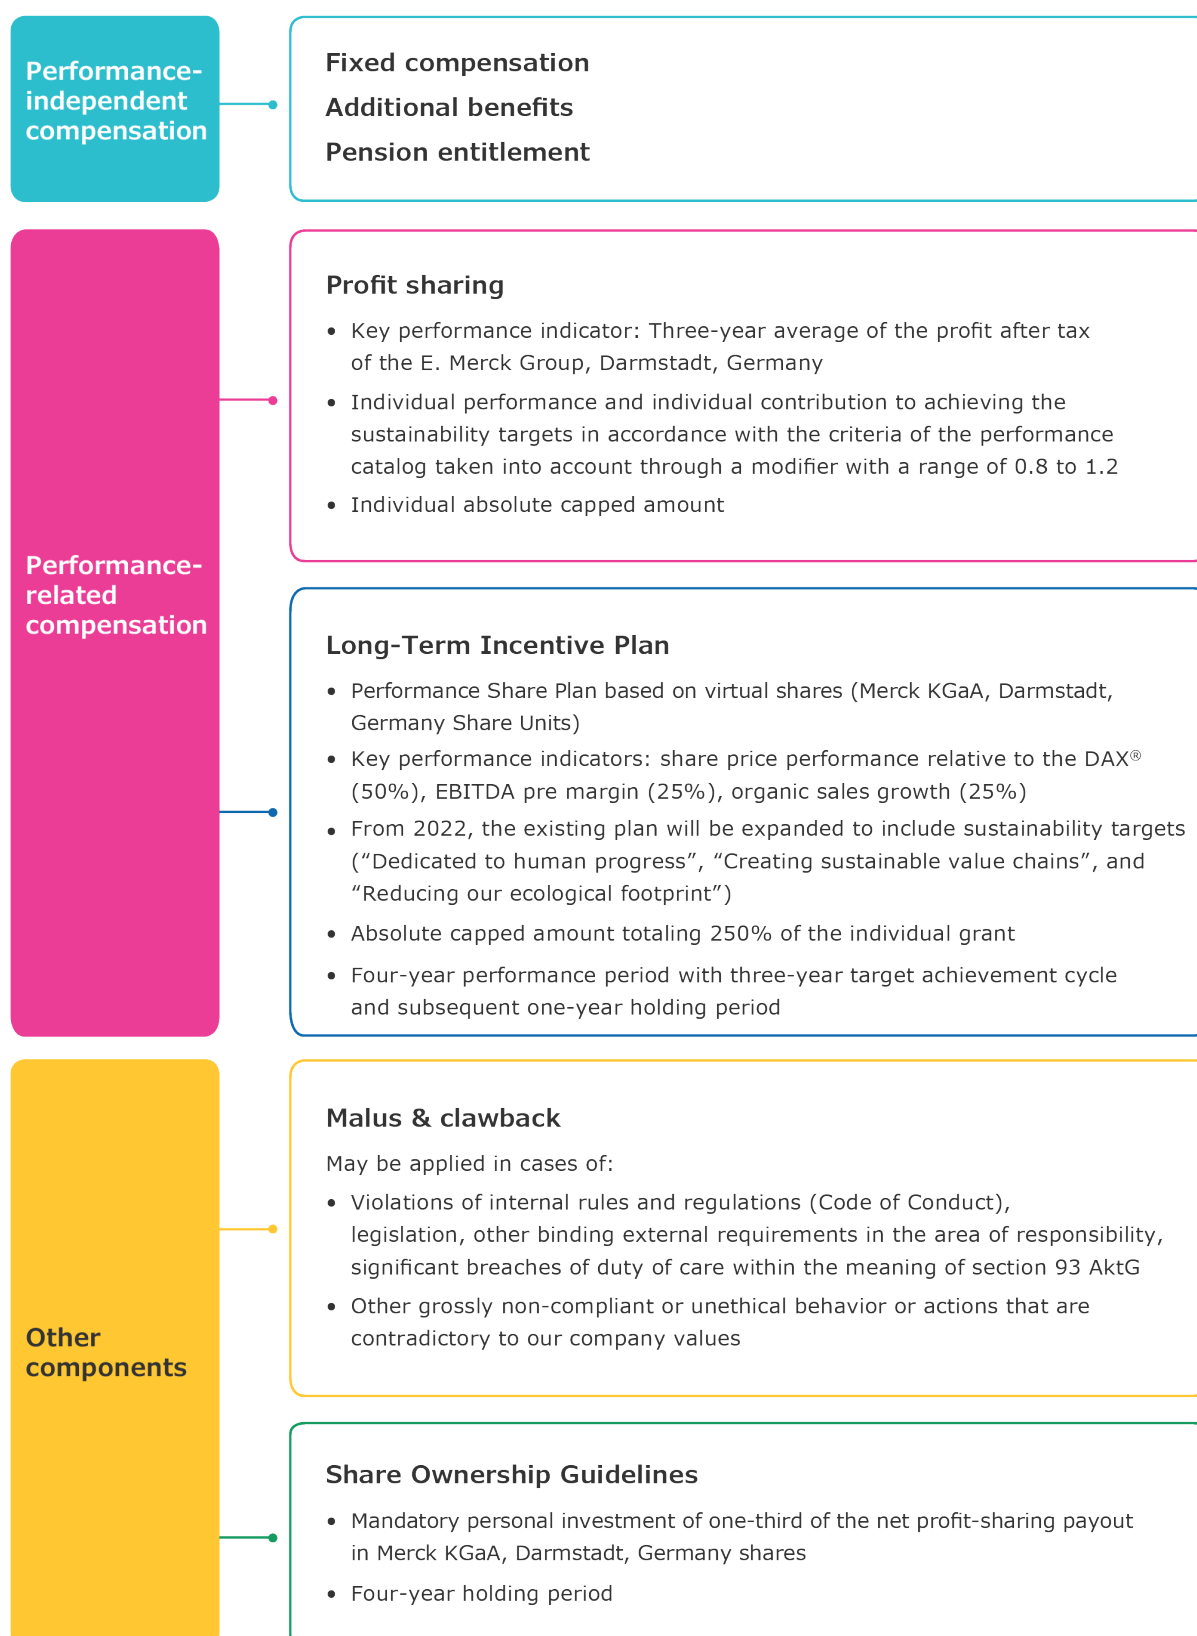 Performance-
independent
compensation
Fixed compensation
Additional benefits
Pension entitlement
Performance-
related
compensation
Profit sharing
• Key performance indicator: Three-year average of the profit after tax
of the E. Merck Group, Darmstadt, Germany
• Individual performance and individual contribution to achieving the
sustainability targets in accordance with the criteria of the performance
catalog taken into account through a modifier with a range of 0.8 to 1.2
• Individual absolute capped amount
Long-Term Incentive Plan
• Performance Share Plan based on virtual shares (Merck KGaA, Darmstadt,
Germany Share Units)
• Key performance indicators: share price performance relative to the DAX®
(50%), EBITDA pre margin (25%), organic sales growth (25%)
• From 2022, the existing plan will be expanded to include sustainability targets
(“Dedicated to human progress”, “Creating sustainable value chains”, and
“Reducing our ecological footprint”)
• Absolute capped amount totaling 250% of the individual grant
• Four-year performance period with three-year target achievement cycle
and subsequent one-year holding period
Other
components
Malus & clawback
May be applied in cases of:
• Violations of internal rules and regulations (Code of Conduct),
legislation, other binding external requirements in the area of responsibility,
significant breaches of duty of care within the meaning of section 93 AktG
• Other grossly non-compliant or unethical behavior or actions that are
contradictory to our company values
Share Ownership Guidelines
• Mandatory personal investment of one-third of the net profit-sharing payout
in Merck KGaA, Darmstadt, Germany shares
• Four-year holding period